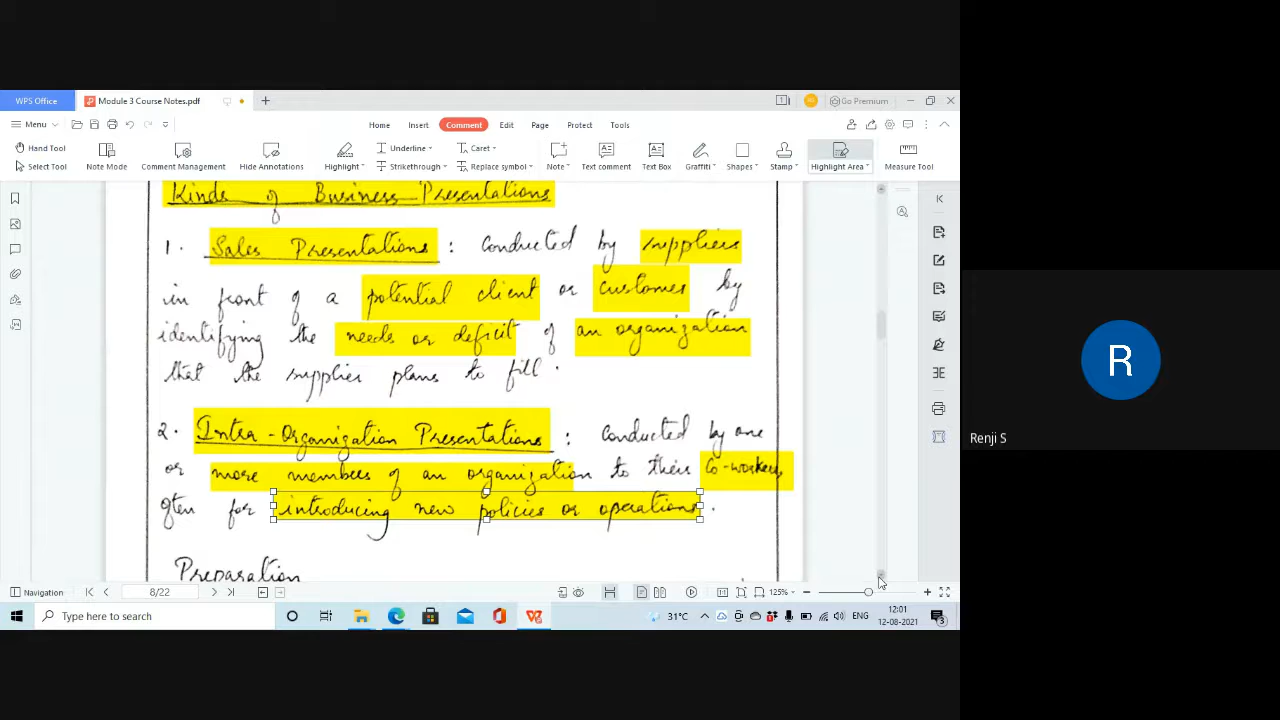 WPS Office
Module 3 Course Notes.pdf
Go Premium
Menu
Home Insert Comment Edit Page Protect Tools
Hand Tool
Select Tool
Note Mode
Comment Management
Hide Annotations
Highlight
Underline
Strikethrough
Caret
Replace symbol
Note
Text comment
Text Box
Graffiti
Shapes
Stamp
Highlight Area
Measure Tool
Kinds of Business Presentations
1. Sales Presentations : conducted by suppliers
in front of a potential client or customer by
identifying the needs or deficit of an organization
that the supplier plans to fill.
2. Intra-Organization Presentations : conducted by one
or more members of an organization to their Co-workers
often for introducing new policies or operations.
Preparation
R
Renji S
Navigation
8/22
125%
Type here to search
31°C
ENG
12:01
12-08-2021
3